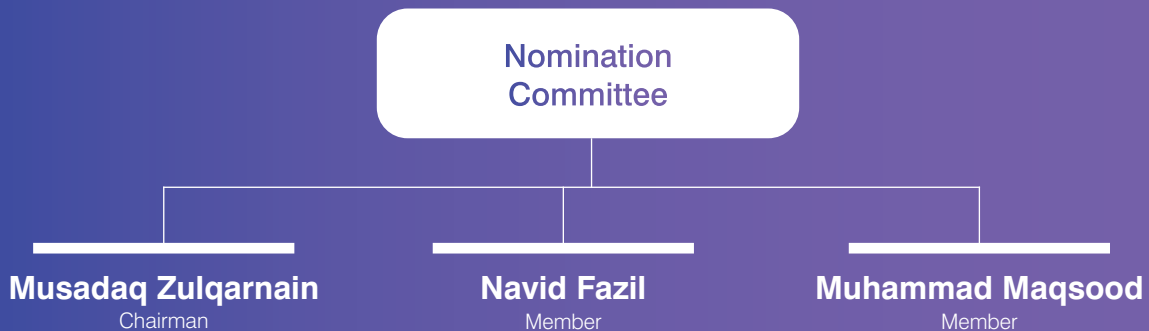 Nomination
Committee
Musadaq Zulqarnain
Chairman
Navid Fazil
Member
Muhammad Maqsood
Member